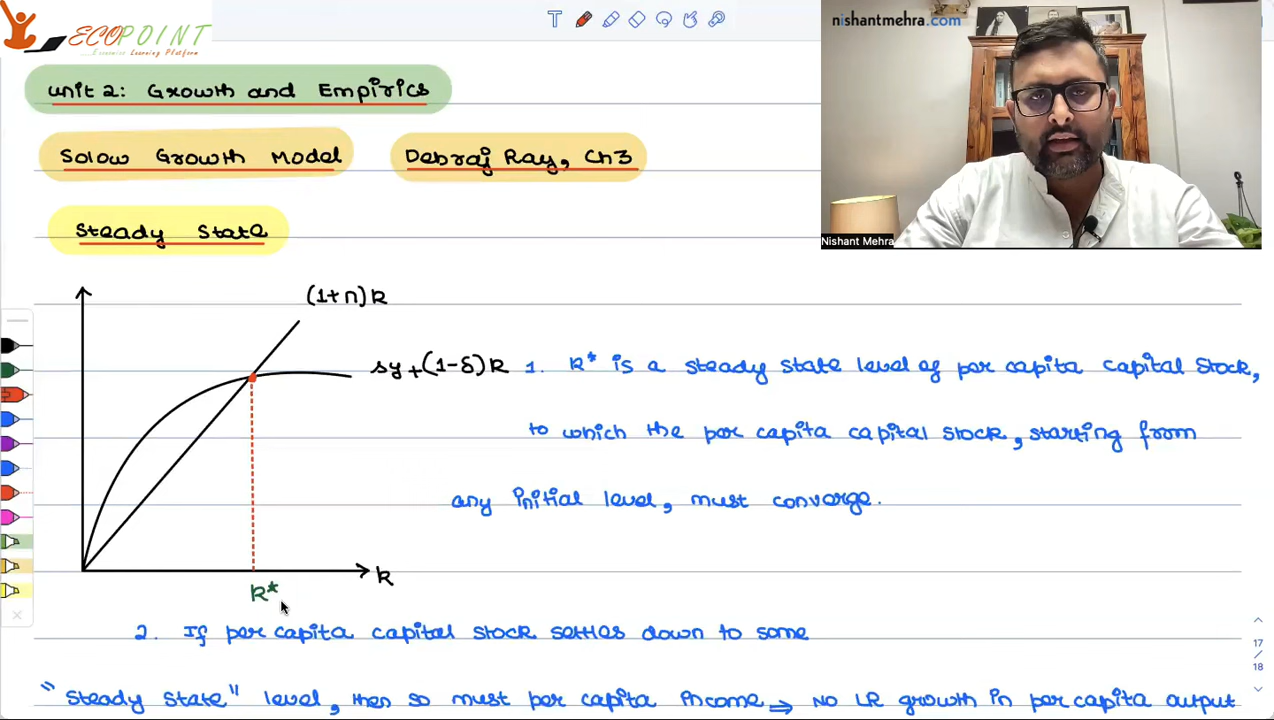 ECOPOINT
Economics Learning Platform
nishantmehra.com
Unit 2: Growth and Empirics
Solow Growth Model
Debraj Ray, Ch3
Steady State
Nishant Mehra
(1+n)k
sy+(1-δ)k
1. k* is a steady state level of per capita capital stock,
to which the per capita capital stock, starting from
any initial level, must converge.
k
k*
2. If per capita capital stock settles down to some
"Steady State" level, then so must per capita income ⇒ No LR growth in per capita output
17
/
18